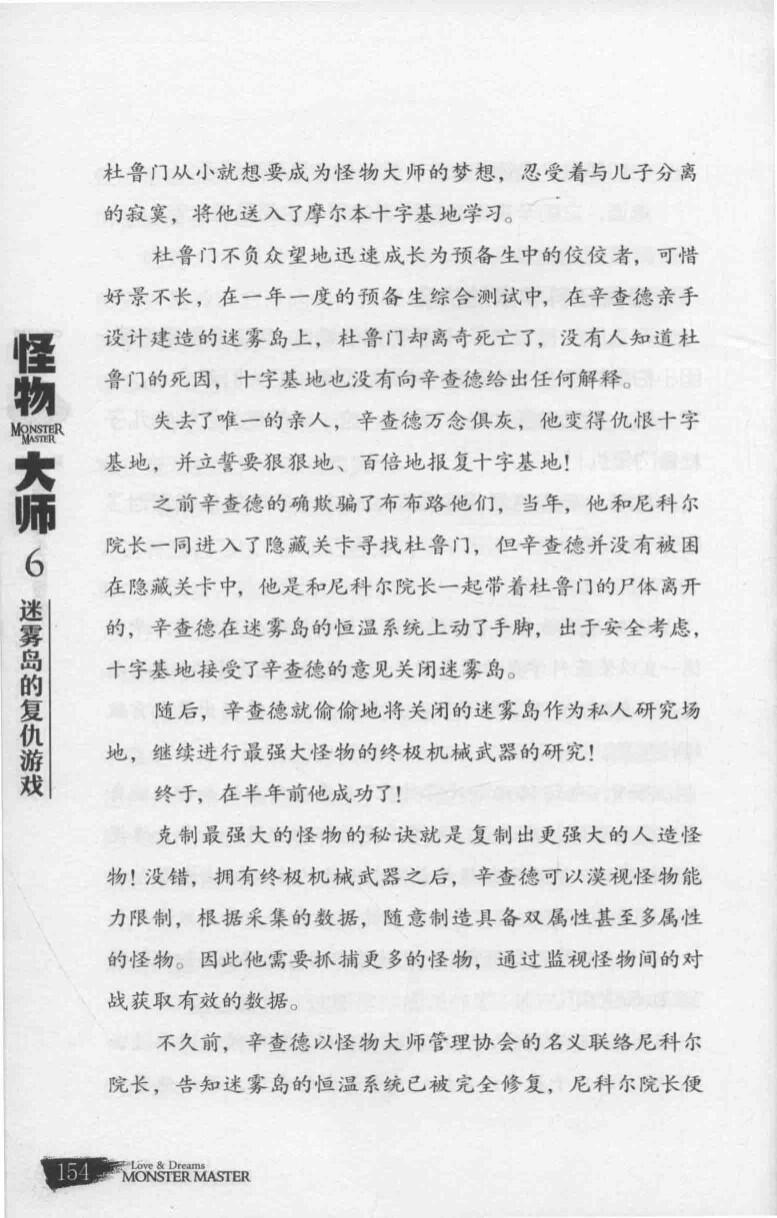 杜鲁门从小就想要成为怪物大师的梦想，忍受着与儿子分离
的寂寞，将他送入了摩尔本十字基地学习。
杜鲁门不负众望地迅速成长为预备生中的佼佼者，可惜
好景不长，在一年一度的预备生综合测试中，在辛查德亲手
设计建造的迷雾岛上，杜鲁门却离奇死亡了，没有人知道杜
鲁门的死因，十字基地也没有向辛查德给出任何解释。
失去了唯一的亲人，辛查德万念俱灰，他变得仇恨十字
基地，并立誓要狠狠地、百倍地报复十字基地！
之前辛查德的确欺骗了布布路他们，当年，他和尼科尔
院长一同进入了隐藏关卡寻找杜鲁门，但辛查德并没有被困
在隐藏关卡中，他是和尼科尔院长一起带着杜鲁门的尸体离开
的，辛查德在迷雾岛的恒温系统上动了手脚，出于安全考虑，
十字基地接受了辛查德的意见关闭迷雾岛。
随后，辛查德就偷偷地将关闭的迷雾岛作为私人研究场
地，继续进行最强大怪物的终极机械武器的研究！
终于，在半年前他成功了！
克制最强大的怪物的秘诀就是复制出更强大的人造怪
物！没错，拥有终极机械武器之后，辛查德可以漠视怪物能
力限制，根据采集的数据，随意制造具备双属性甚至多属性
的怪物。因此他需要抓捕更多的怪物，通过监视怪物间的对
战获取有效的数据。
不久前，辛查德以怪物大师管理协会的名义联络尼科尔
院长，告知迷雾岛的恒温系统已被完全修复，尼科尔院长便
怪物
MONSTER
MASTER
大师
6
迷雾岛的复仇游戏
154
Love & Dreams
MONSTER MASTER